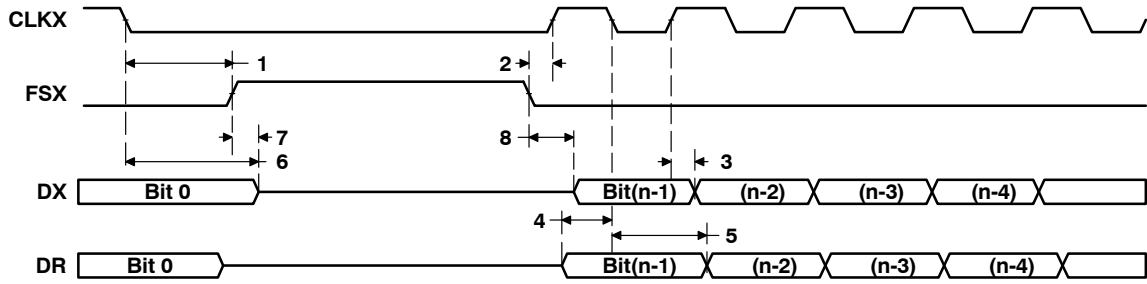 CLKX
1
2
FSX
7
8
6
3
DX
Bit 0
Bit(n-1)
(n-2)
(n-3)
(n-4)
4
5
DR
Bit 0
Bit(n-1)
(n-2)
(n-3)
(n-4)